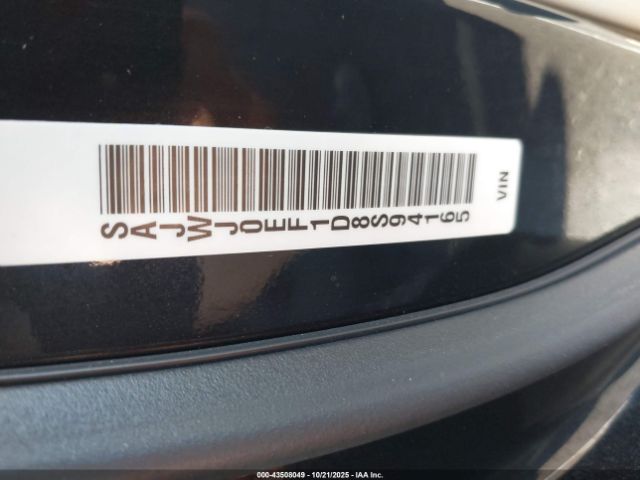 SAJWJ0EF1D8S94165
VIN
000-43508049 - 10/21/2025 - IAA Inc.